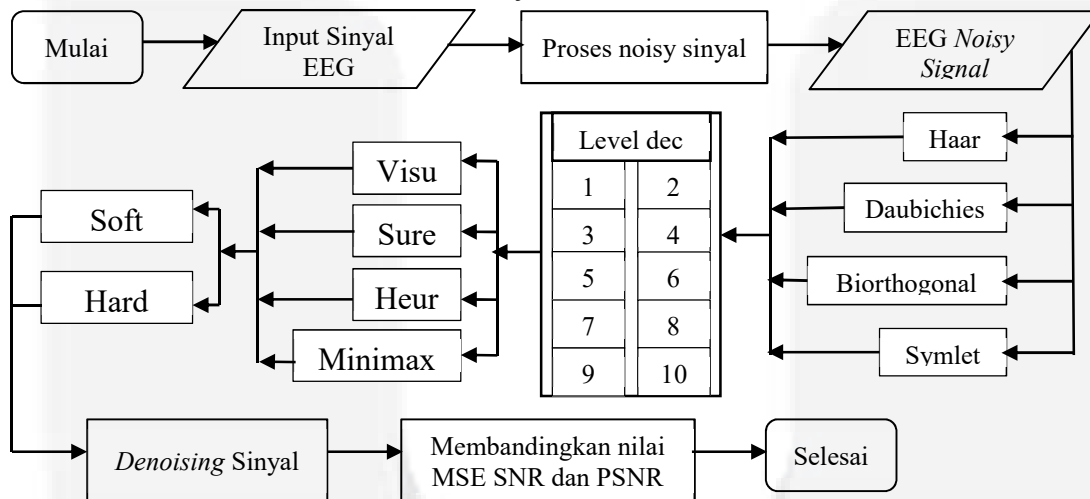 Mulai
Input Sinyal
EEG
Proses noisy sinyal
EEG Noisy
Signal
Haar
Daubichies
Biorthogonal
Symlet
Level dec
1 2
3 4
5 6
7 8
9 10
Visu
Sure
Heur
Minimax
Soft
Hard
Denoising Sinyal
Membandingkan nilai
MSE SNR dan PSNR
Selesai